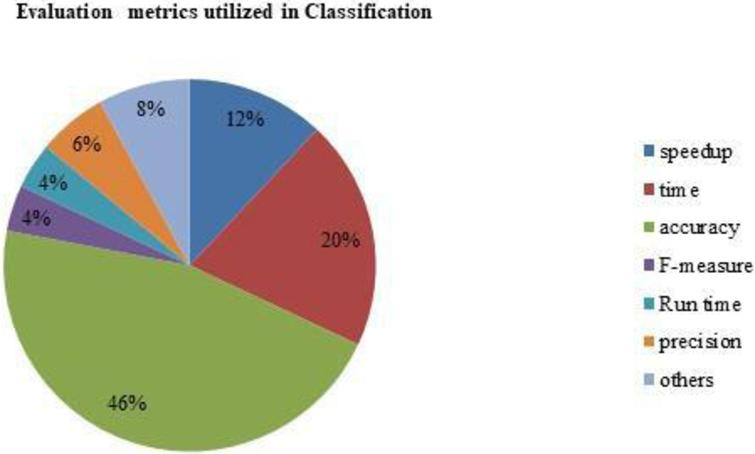 Evaluation metrics utilized in Classification
8%
12%
6%
4%
4%
20%
46%
speedup
time
accuracy
F-measure
Run time
precision
others